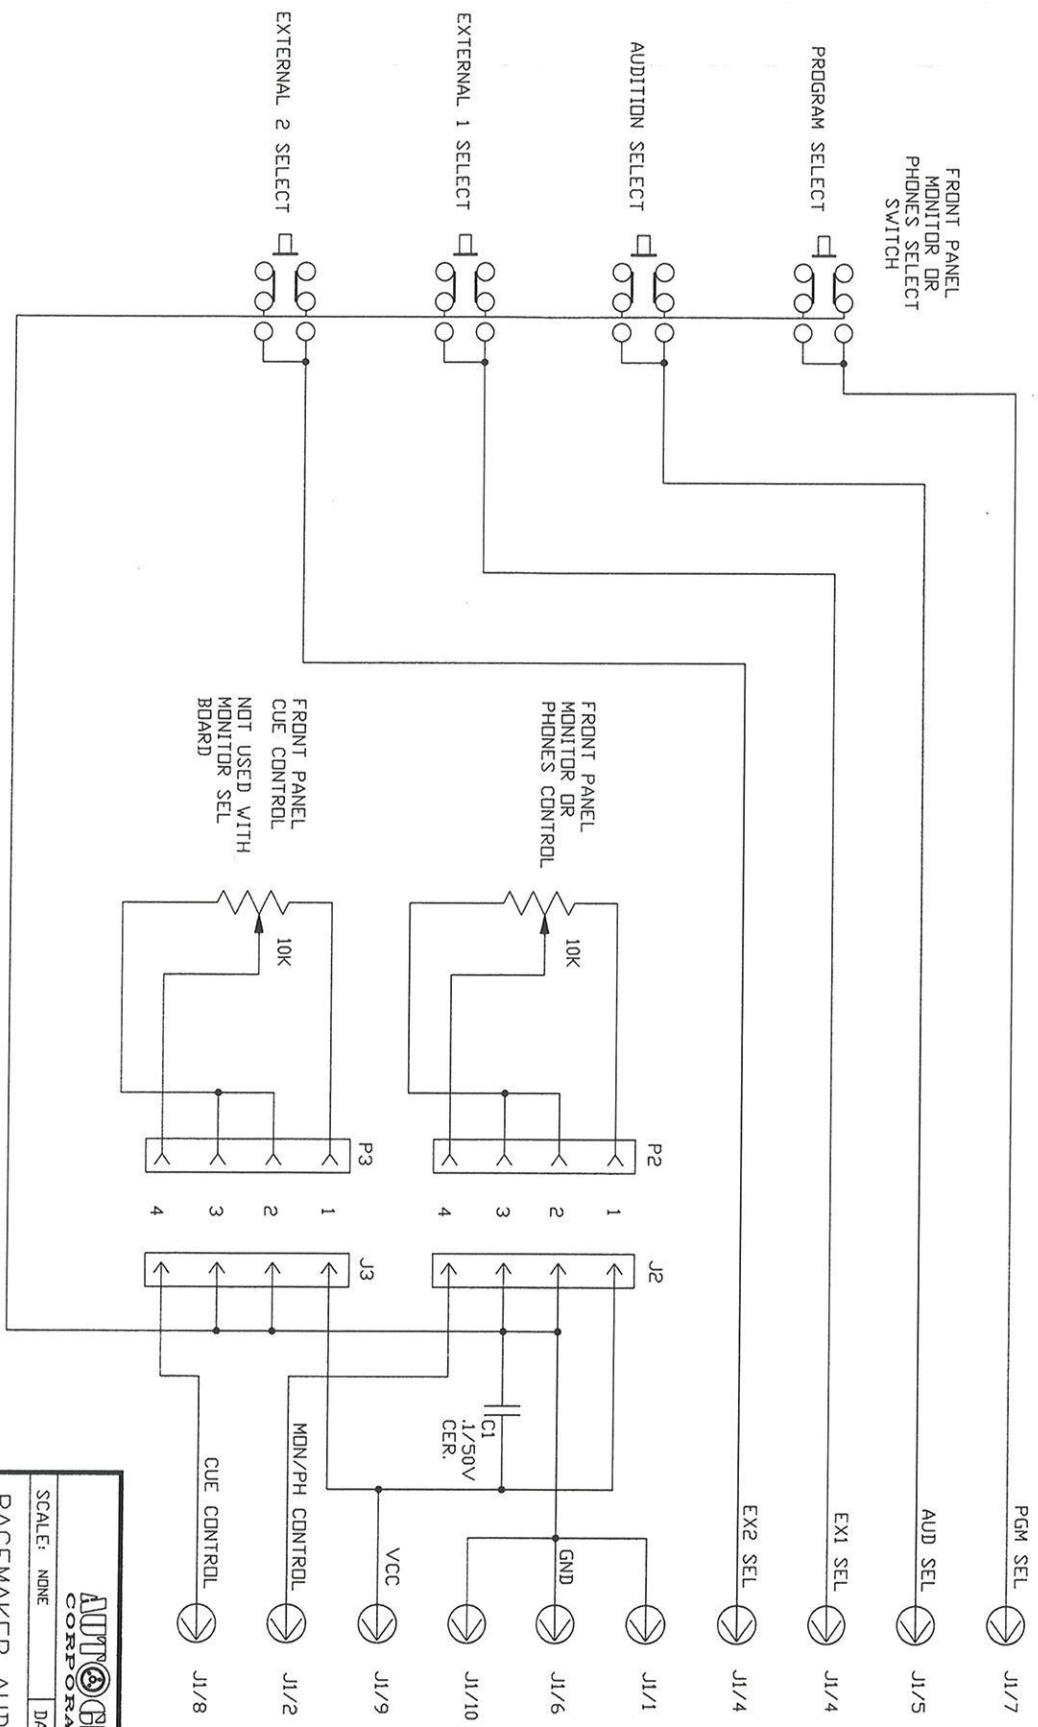 FRONT PANEL
MONITOR OR
PHONES SELECT
SWITCH
PROGRAM SELECT
AUDITION SELECT
EXTERNAL 1 SELECT
EXTERNAL 2 SELECT
PGM SEL
J1/7
AUD SEL
J1/5
EX1 SEL
J1/4
EX2 SEL
J1/4
J1/1
GND
J1/6
J1/10
VCC
J1/9
MON/PH CONTROL
J1/2
CUE CONTROL
J1/8
FRONT PANEL
MONITOR OR
PHONES CONTROL
10K
P2
1
2
3
4
J2
C1
.1/50V
CER.
FRONT PANEL
CUE CONTROL
NOT USED WITH
MONITOR SEL
BOARD
10K
P3
1
2
3
4
J3
SCALE: NONE